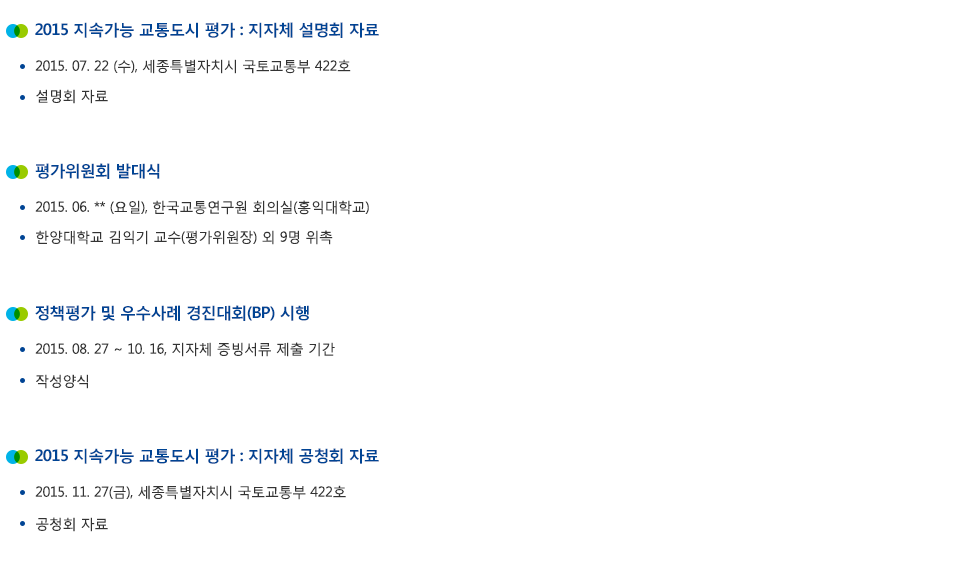 2015 지속가능 교통도시 평가 : 지자체 설명회 자료
2015. 07. 22 (수), 세종특별자치시 국토교통부 422호
설명회 자료
평가위원회 발대식
2015. 06. ** (요일), 한국교통연구원 회의실(홍익대학교)
한양대학교 김익기 교수(평가위원장) 외 9명 위촉
정책평가 및 우수사례 경진대회(BP) 시행
2015. 08. 27 ~ 10. 16, 지자체 증빙서류 제출 기간
작성양식
2015 지속가능 교통도시 평가 : 지자체 공청회 자료
2015. 11. 27(금), 세종특별자치시 국토교통부 422호
공청회 자료